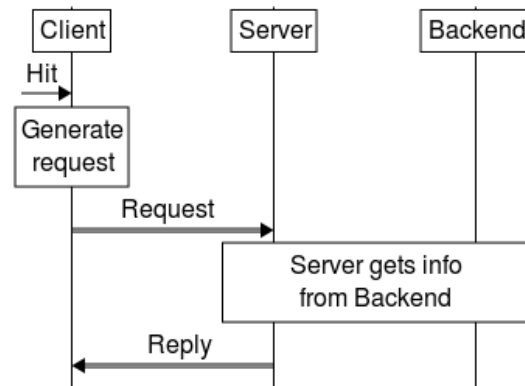 Client
Server
Backend
Hit
Generate
request
Request
Server gets info
from Backend
Reply